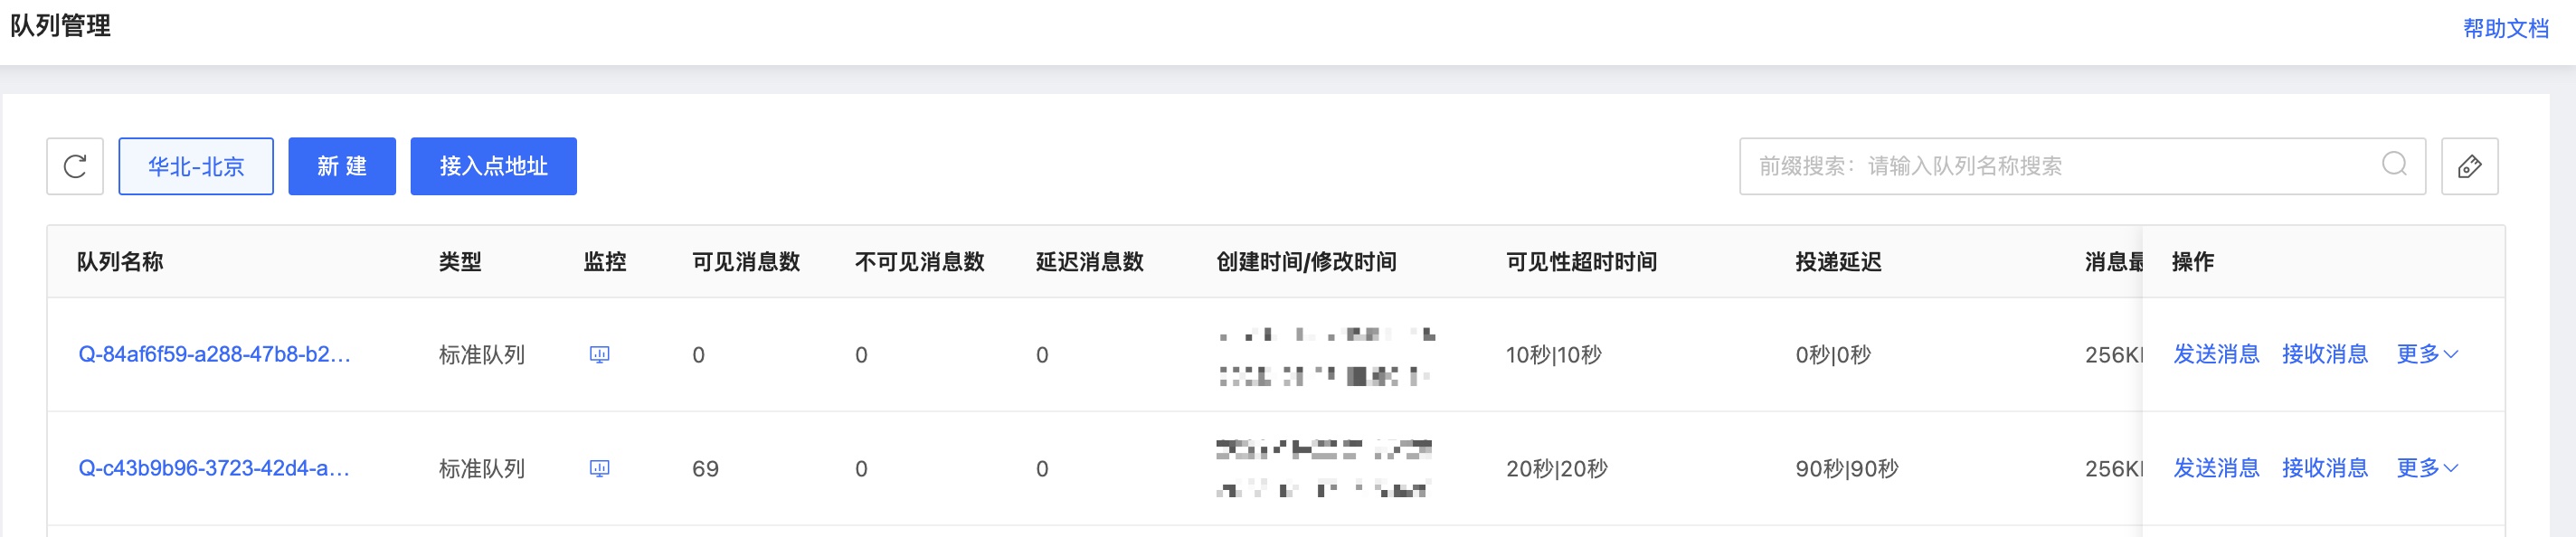 队列管理
帮助文档
华北-北京 新 建 接入点地址 前缀搜索：请输入队列名称搜索
队列名称 类型 监控 可见消息数 不可见消息数 延迟消息数 创建时间/修改时间 可见性超时时间 投递延迟 消息最 操作
Q-84af6f59-a288-47b8-b2... 标准队列 0 0 0 10秒|10秒 0秒|0秒 256K 发送消息 接收消息 更多
Q-c43b9b96-3723-42d4-a... 标准队列 69 0 0 20秒|20秒 90秒|90秒 256K 发送消息 接收消息 更多